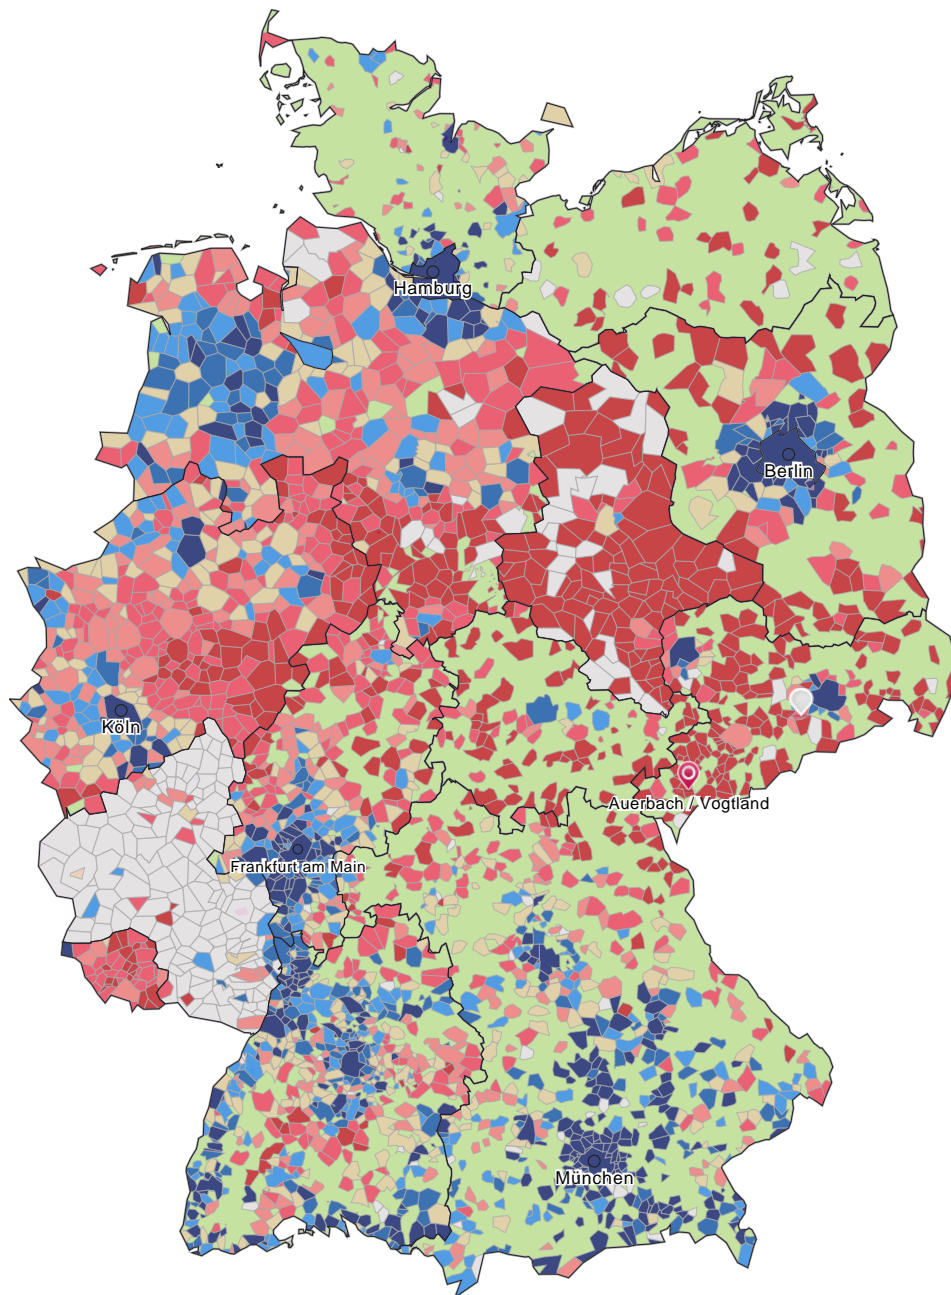 Hamburg
Berlin
Köln
Auerbach / Vogtland
Frankfurt am Main
München